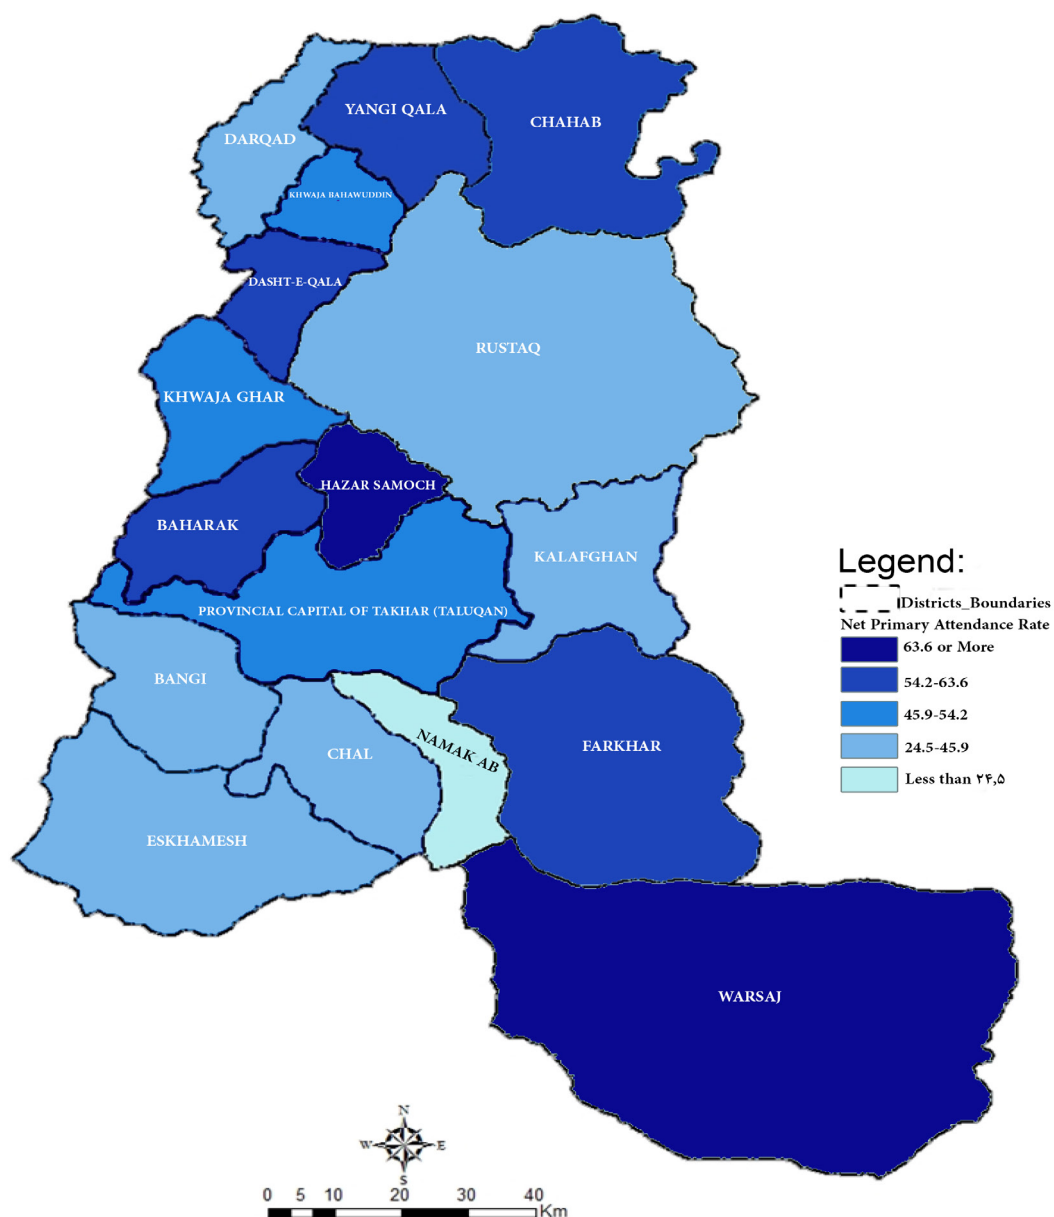 YANGI QALA
CHAHAB
DARQAD
KHWAJA BAHAWUDDIN
DASHT-E-QALA
RUSTAQ
KHWAJA GHAR
HAZAR SAMOCH
BAHARAK
KALAFGHAN
PROVINCIAL CAPITAL OF TAKHAR (TALUQAN)
BANGI
NAMAK AB
CHAL
FARKHAR
ESKHAMESH
WARSAJ
Legend:
Districts_Boundaries
Net Primary Attendance Rate
63.6 or More
54.2-63.6
45.9-54.2
24.5-45.9
Less than ۲۴,۵
N
W E
S
0 5 10 20 30 40
Km